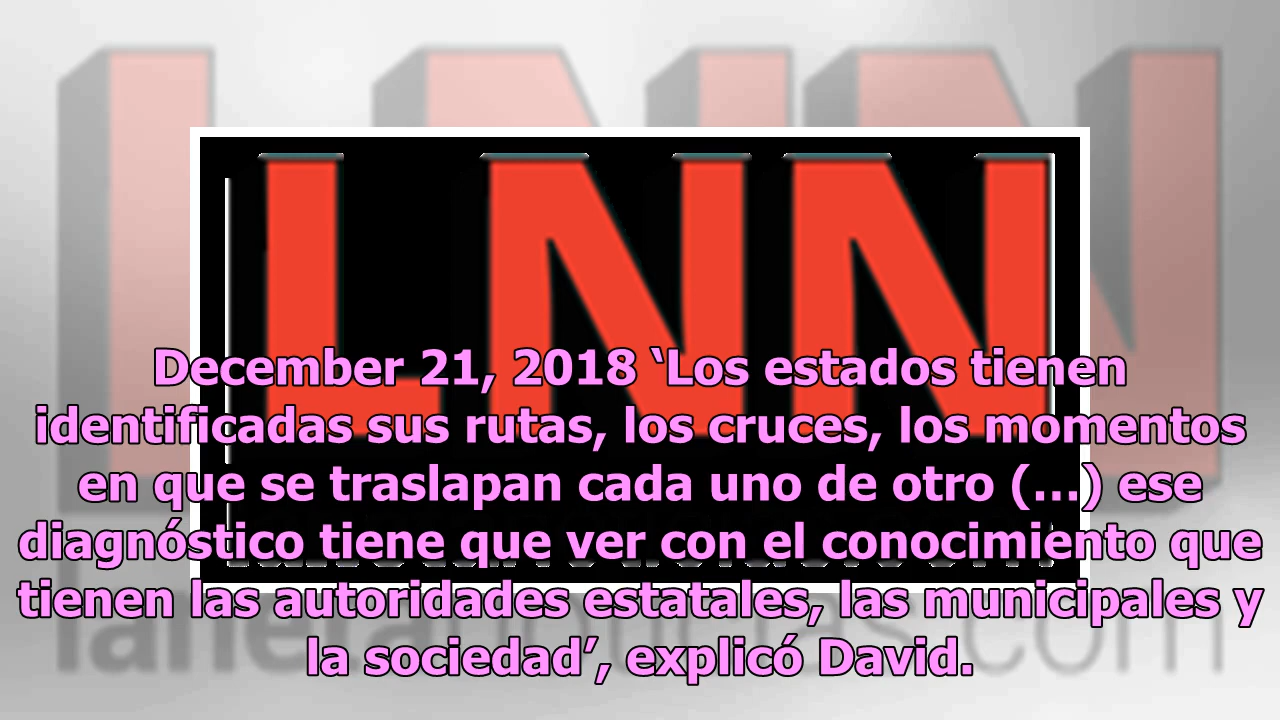 LNN
December 21, 2018 ‘Los estados tienen
identificadas sus rutas, los cruces, los momentos
en que se traslapan cada uno de otro (...) ese
diagnóstico tiene que ver con el conocimiento que
tienen las autoridades estatales, las municipales y
la sociedad’, explicó David.